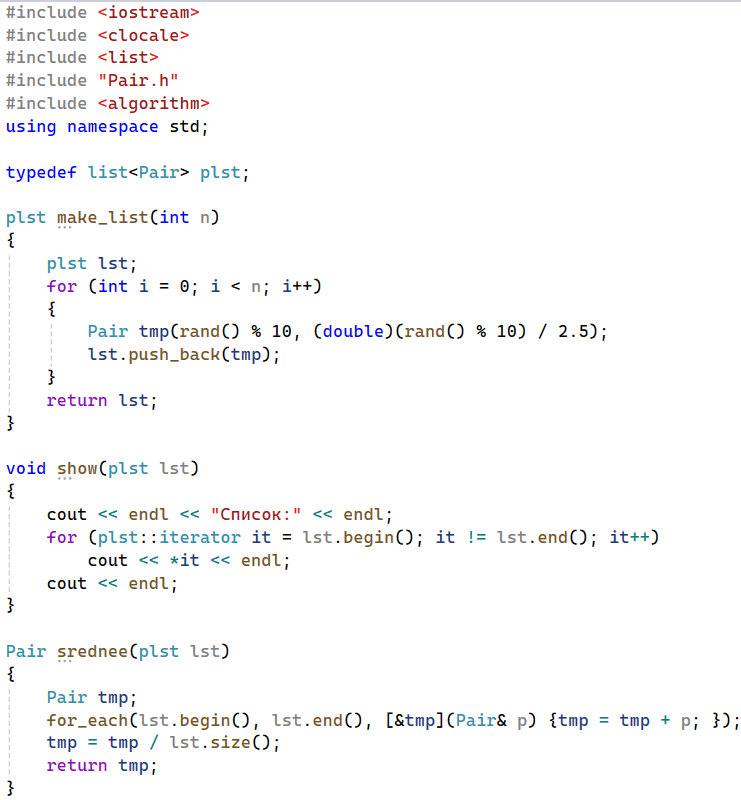 #include <iostream>
#include <clocale>
#include <list>
#include "Pair.h"
#include <algorithm>
using namespace std;
typedef list<Pair> plst;
plst make_list(int n)
{
    plst lst;
    for (int i = 0; i < n; i++)
    {
        Pair tmp(rand() % 10, (double)(rand() % 10) / 2.5);
        lst.push_back(tmp);
    }
    return lst;
}
void show(plst lst)
{
    cout << endl << "Список:" << endl;
    for (plst::iterator it = lst.begin(); it != lst.end(); it++)
        cout << *it << endl;
    cout << endl;
}
Pair srednee(plst lst)
{
    Pair tmp;
    for_each(lst.begin(), lst.end(), [&tmp](Pair& p) {tmp = tmp + p; });
    tmp = tmp / lst.size();
    return tmp;
}